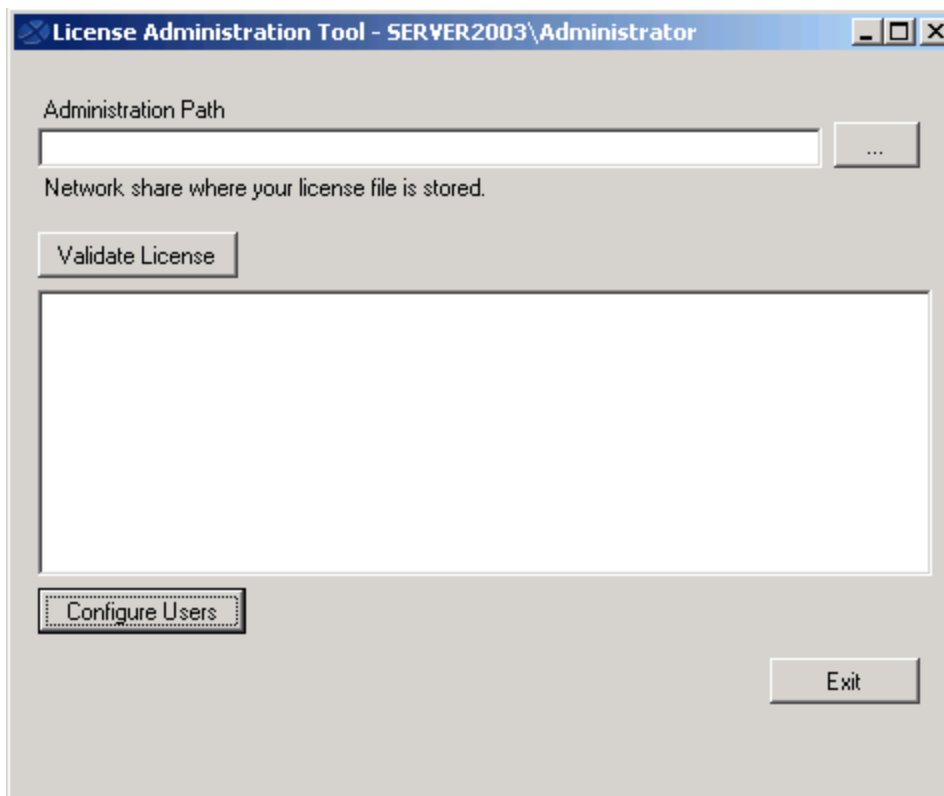 License Administration Tool - SERVER2003\Administrator
Administration Path
...
Network share where your license file is stored.
Validate License
Configure Users
Exit